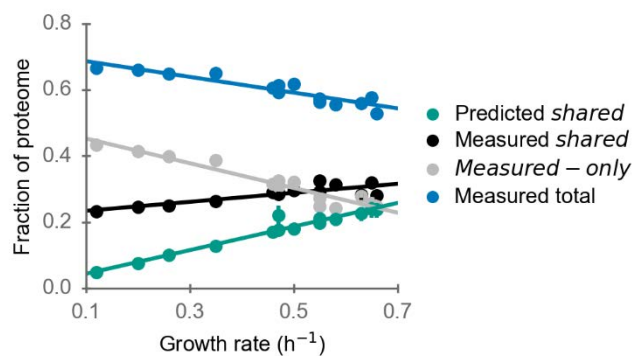 0.8
0.6
0.4
0.2
0.0
Fraction of proteome
0.1 0.3 0.5 0.7
Growth rate (h⁻¹)
Predicted shared
Measured shared
Measured – only
Measured total